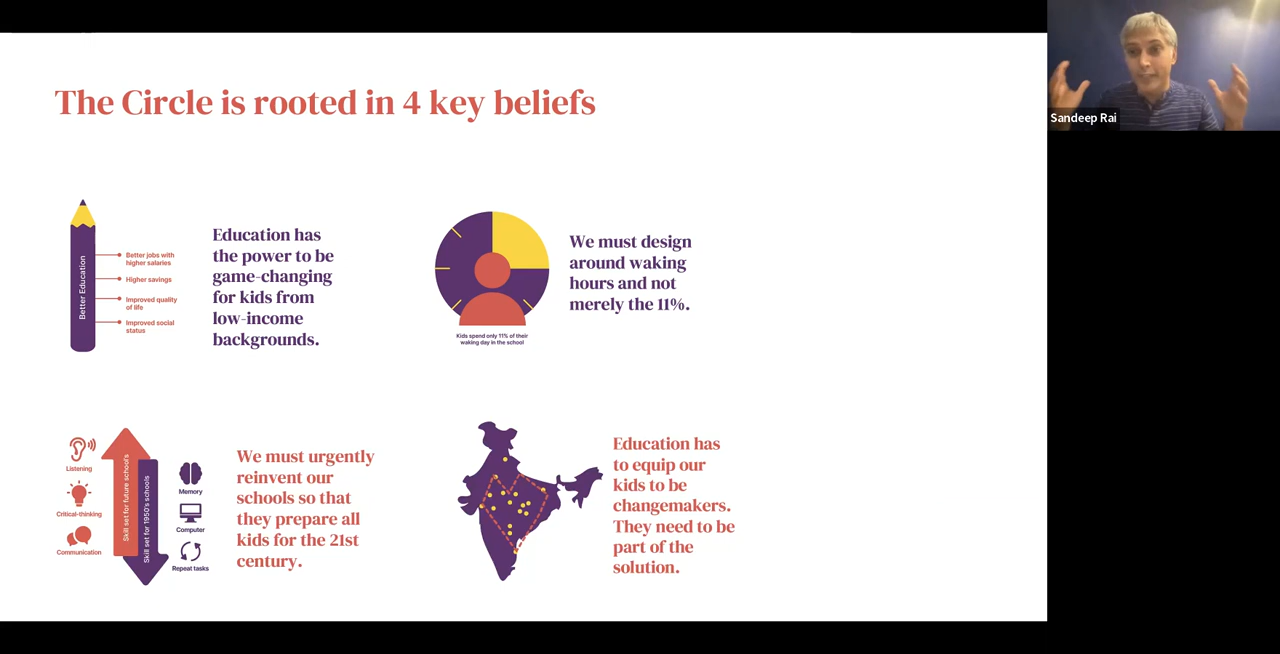 The Circle is rooted in 4 key beliefs
Better Education
Better jobs with
higher salaries
Higher savings
Improved quality
of life
Improved social
status
Education has
the power to be
game-changing
for kids from
low-income
backgrounds.
Kids spend only 11% of their
waking day in the school
We must design
around waking
hours and not
merely the 11%.
Listening
Critical-thinking
Communication
Skill set for future school's
Skill set for 1950's schools
Memory
Computer
Repeat tasks
We must urgently
reinvent our
schools so that
they prepare all
kids for the 21st
century.
Education has
to equip our
kids to be
changemakers.
They need to be
part of the
solution.
Sandeep Rai